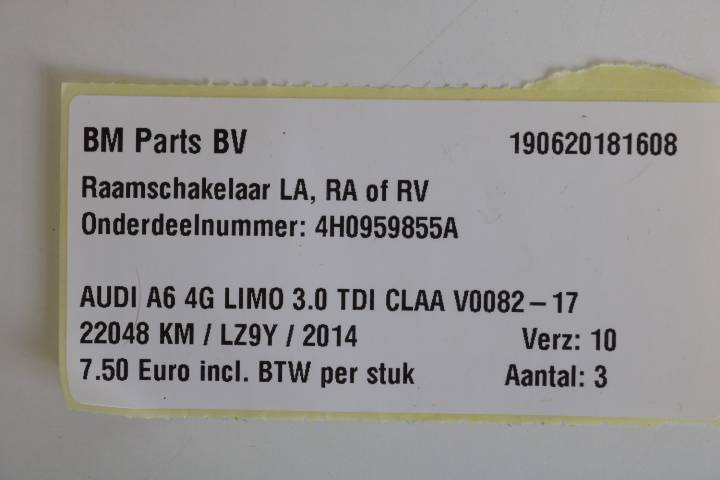 BM Parts BV 190620181608
Raamschakelaar LA, RA of RV
Onderdeelnummer: 4H0959855A
AUDI A6 4G LIMO 3.0 TDI CLAA V0082 – 17
22048 KM / LZ9Y / 2014 Verz: 10
7.50 Euro incl. BTW per stuk Aantal: 3